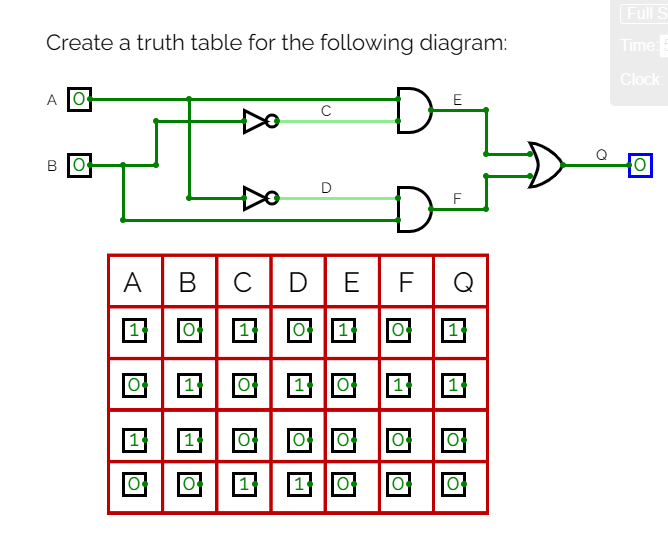 Full S
Create a truth table for the following diagram:
Time:
Clock:
A 0 E
C
B 0 Q 0
D
F
A B C D E F Q
1 0 1 0 1 0 1
0 1 0 1 0 1 1
1 1 0 0 0 0 0
0 0 1 1 0 0 0